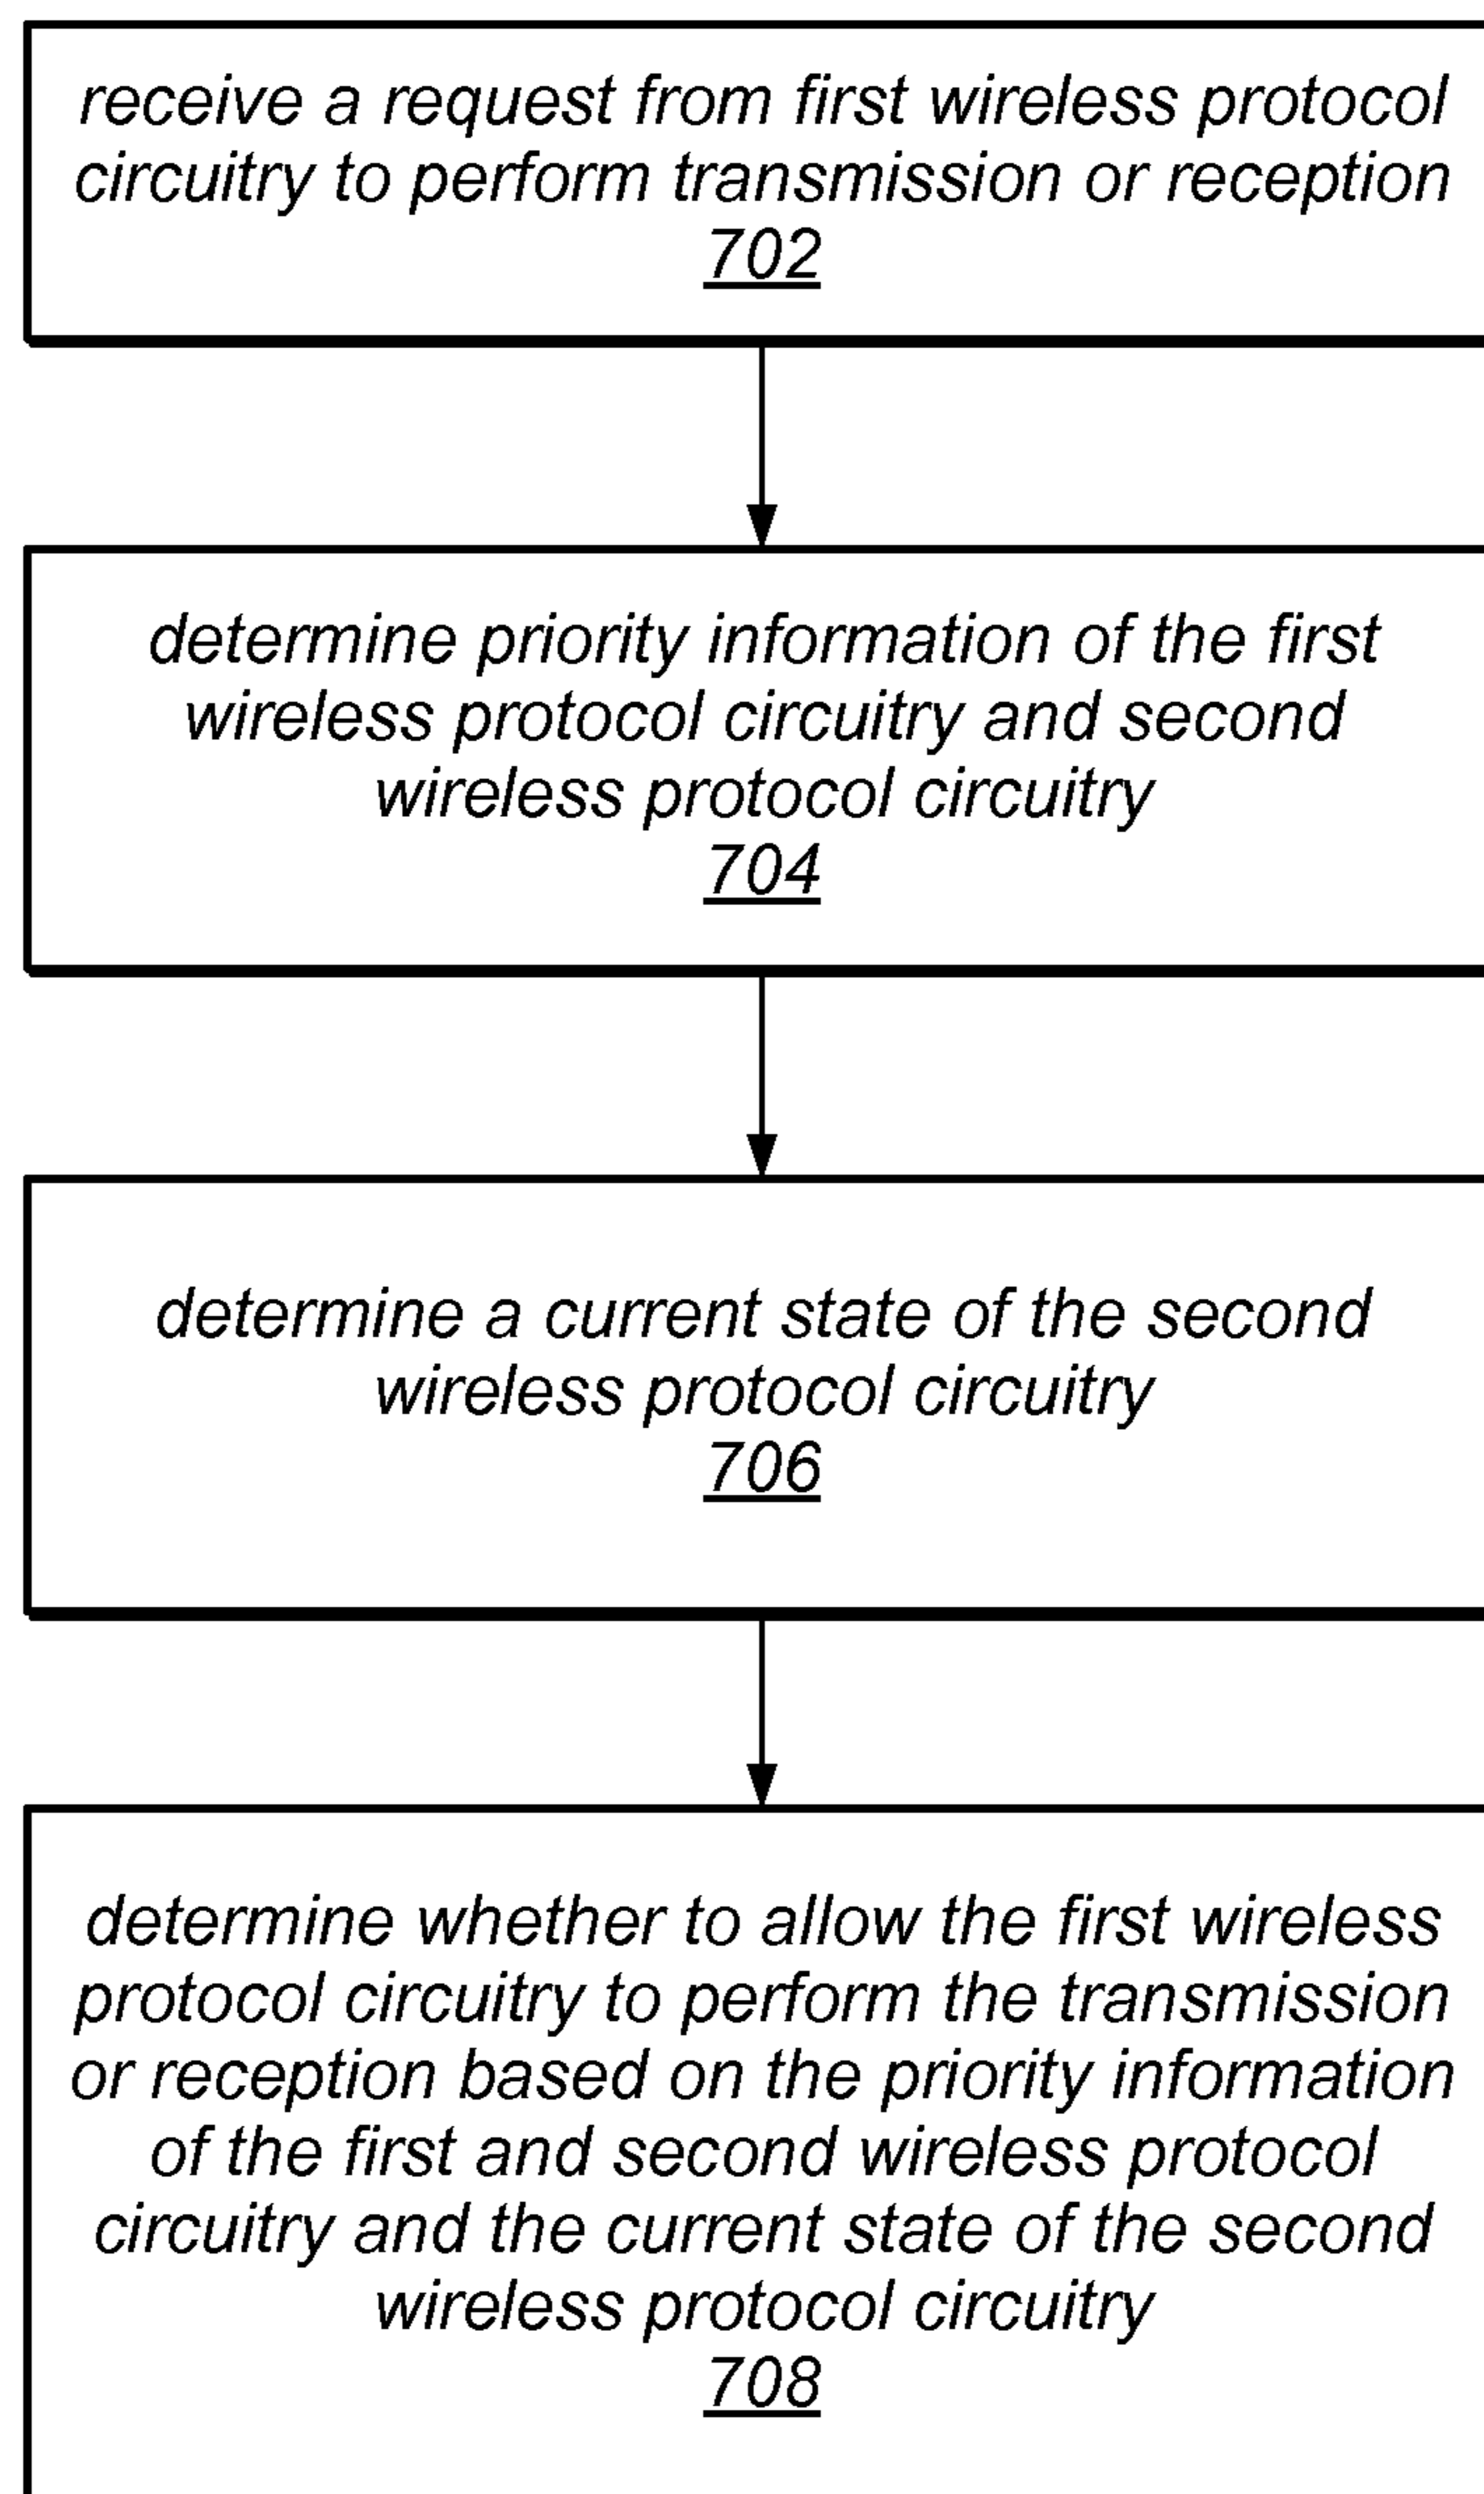 receive a request from first wireless protocol
circuitry to perform transmission or reception
702
determine priority information of the first
wireless protocol circuitry and second
wireless protocol circuitry
704
determine a current state of the second
wireless protocol circuitry
706
determine whether to allow the first wireless
protocol circuitry to perform the transmission
or reception based on the priority information
of the first and second wireless protocol
circuitry and the current state of the second
wireless protocol circuitry
708